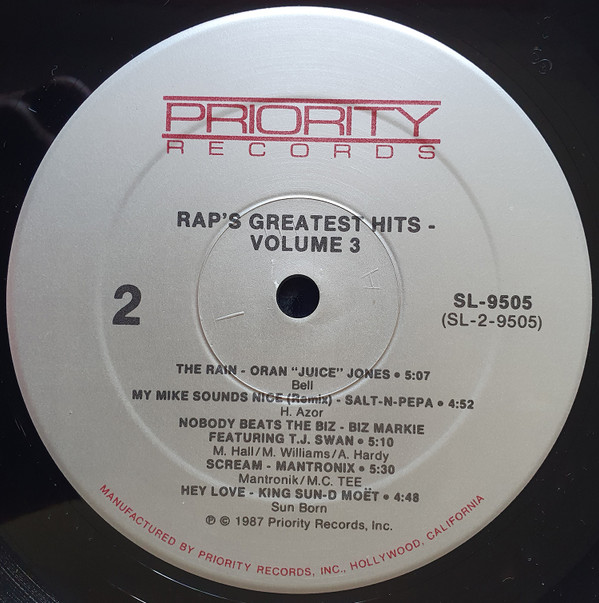 PRIORITY
RECORDS
RAP'S GREATEST HITS -
VOLUME 3
2
SL-9505
(SL-2-9505)
THE RAIN - ORAN "JUICE" JONES • 5:07
Bell
MY MIKE SOUNDS NICE (Remix) - SALT-N-PEPA • 4:52
H. Azor
NOBODY BEATS THE BIZ - BIZ MARKIE
FEATURING T.J. SWAN • 5:10
M. Hall/M. Williams/A. Hardy
SCREAM - MANTRONIX • 5:30
Mantronik/M.C. TEE
HEY LOVE - KING SUN-D MOËT • 4:48
Sun Born
℗ © 1987 Priority Records, Inc.
MANUFACTURED BY PRIORITY RECORDS, INC., HOLLYWOOD, CALIFORNIA